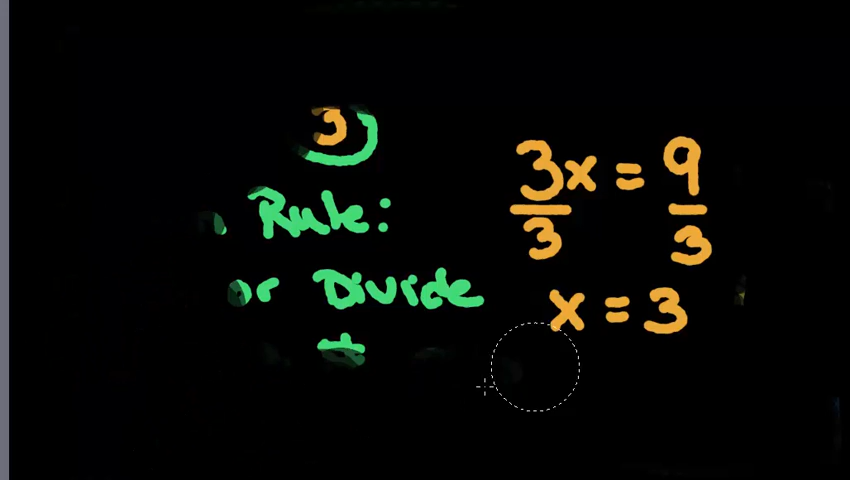 3
Rule:
or Divide
3x = 9
3 3
x = 3